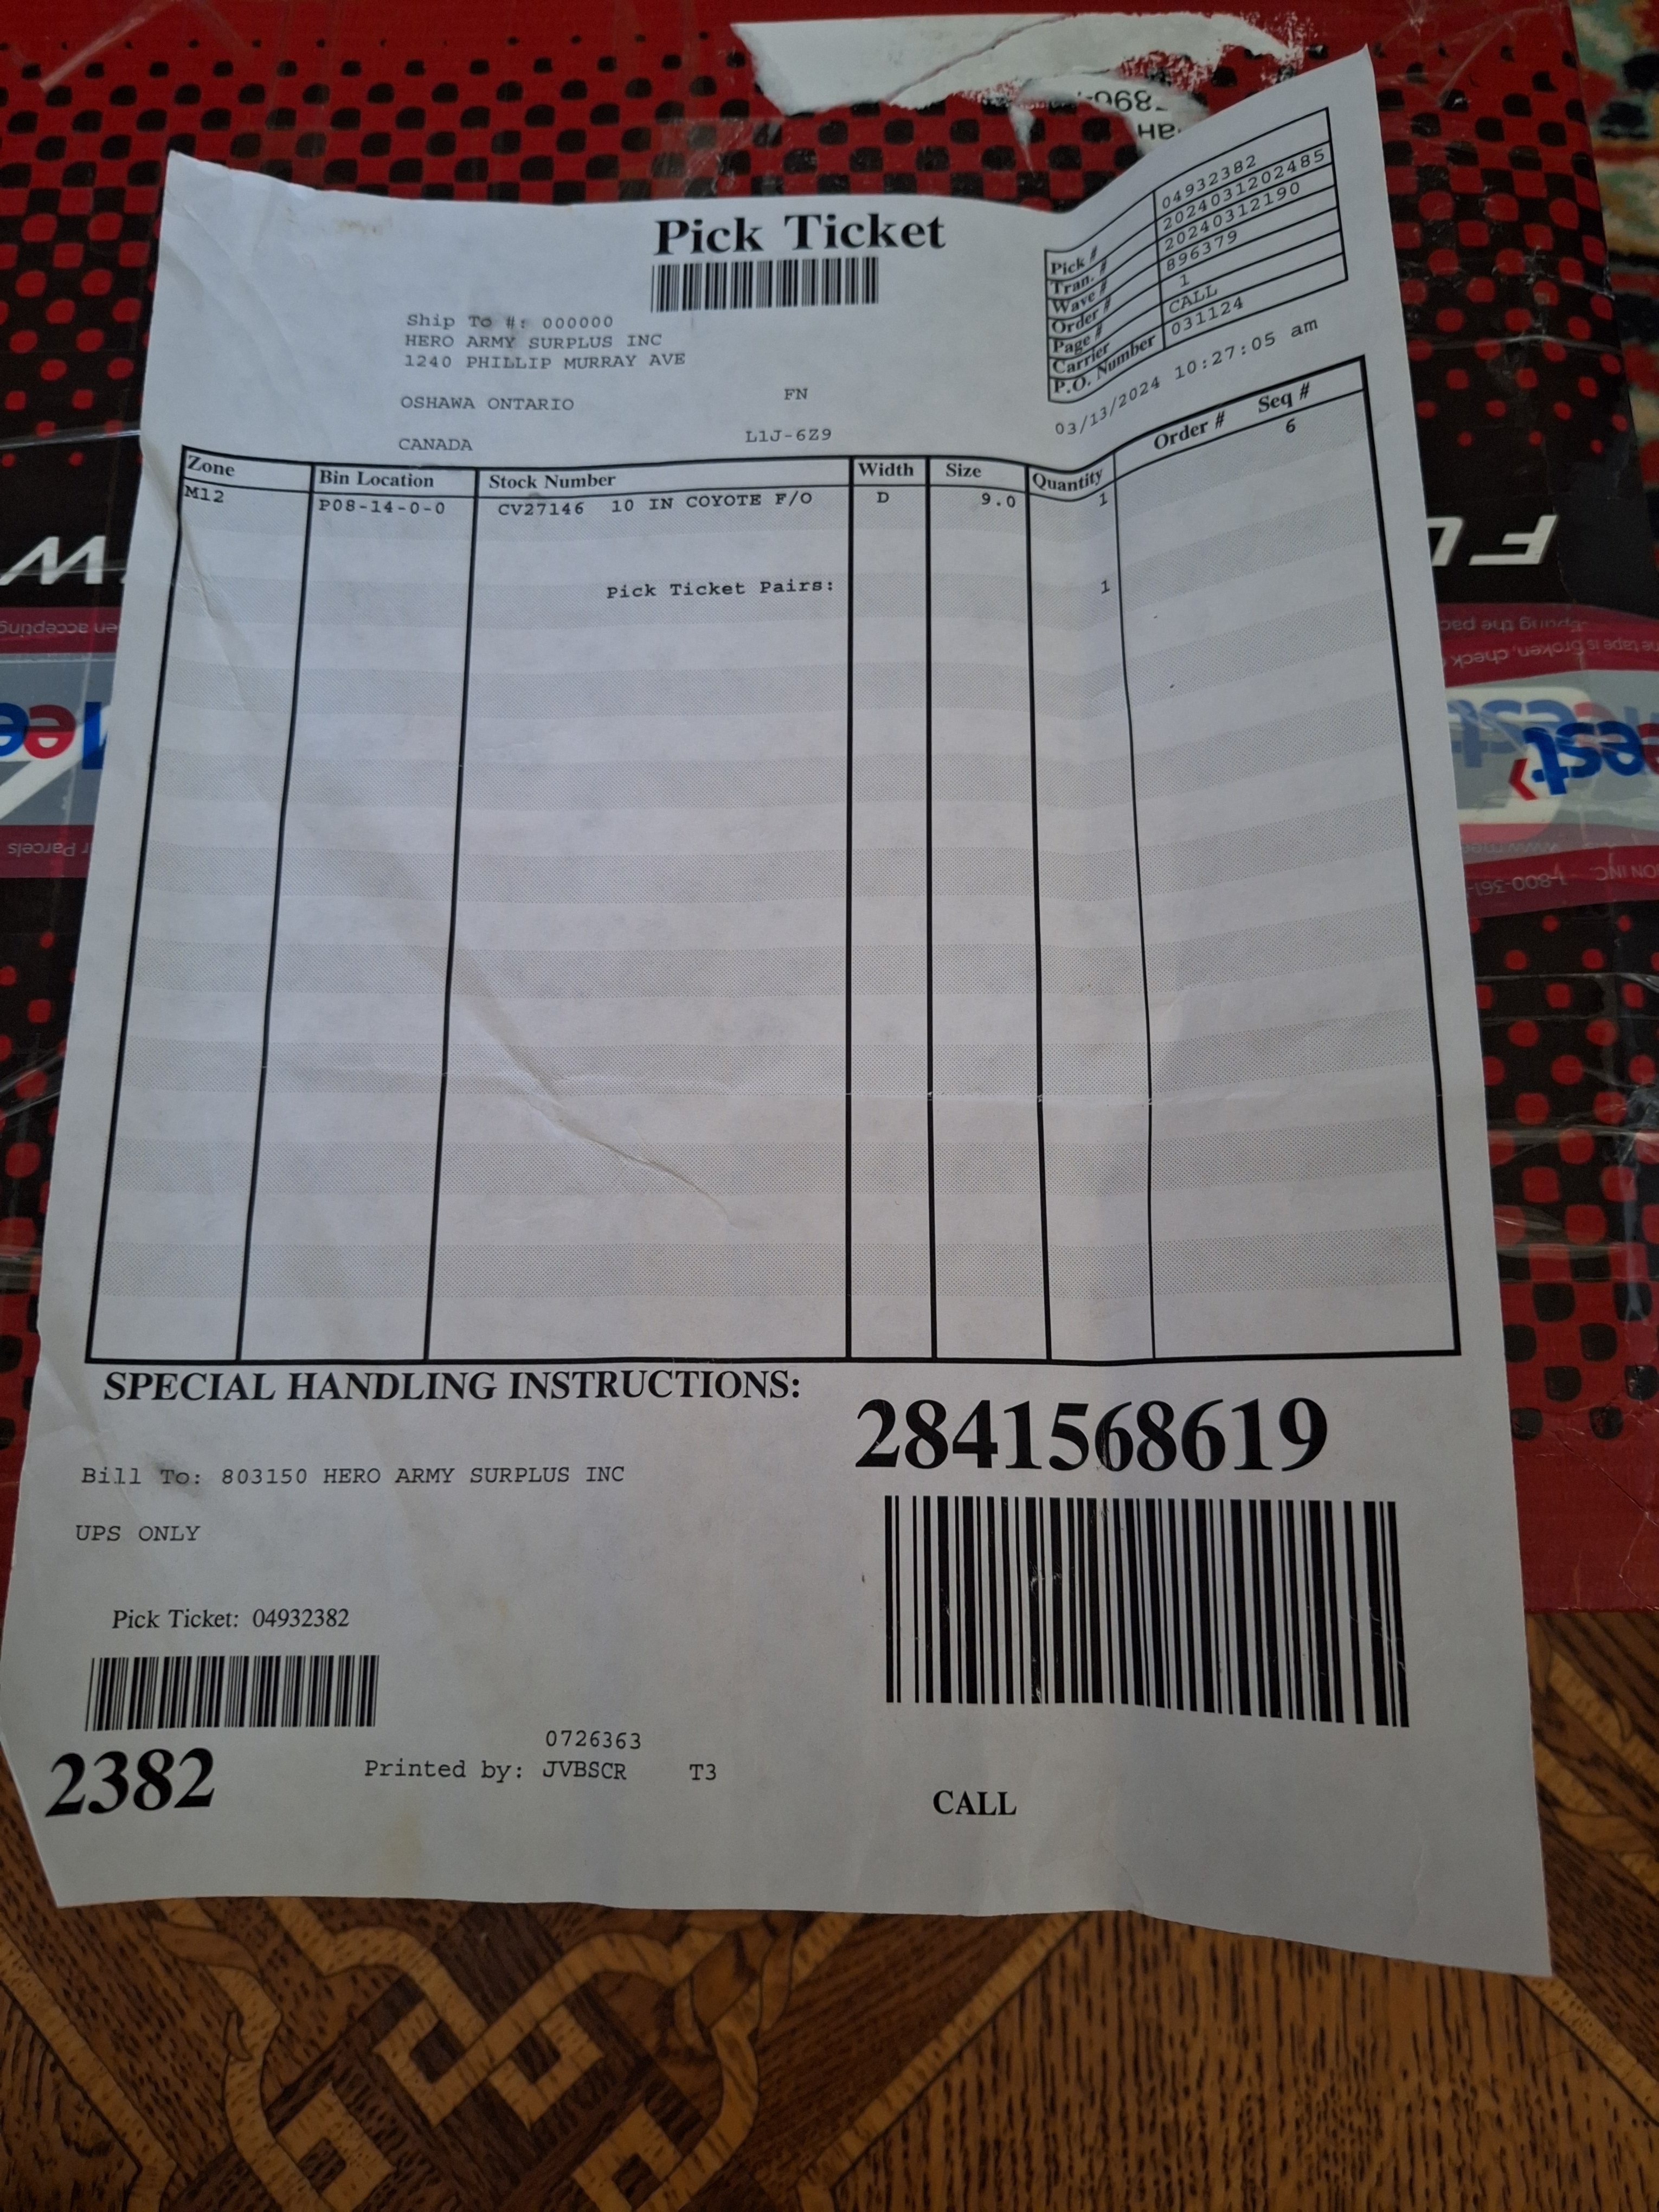 Pick Ticket
Pick # 04932382
Tran. # 2024031202485
Wave # 20240312190
Order # 896379
Page # 1
Carrier CALL
P.O. Number 031124
03/13/2024 10:27:05 am
Ship To #: 000000
HERO ARMY SURPLUS INC
1240 PHILLIP MURRAY AVE
OSHAWA ONTARIO FN
CANADA L1J-6Z9
Zone Bin Location Stock Number Width Size Quantity Order # Seq #
M12 P08-14-0-0 CV27146 10 IN COYOTE F/O D 9.0 1 6
Pick Ticket Pairs: 1
SPECIAL HANDLING INSTRUCTIONS:
2841568619
Bill To: 803150 HERO ARMY SURPLUS INC
UPS ONLY
Pick Ticket: 04932382
2382
0726363
Printed by: JVBSCR T3
CALL